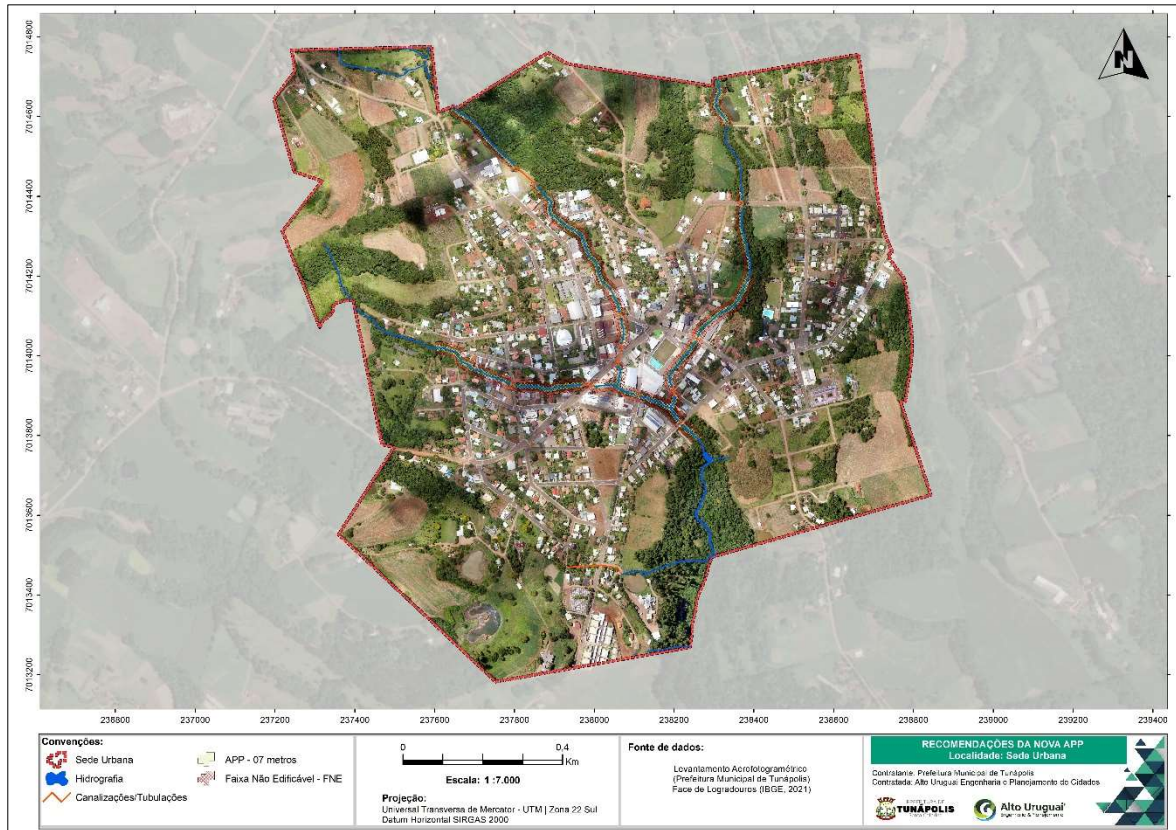 7014800
7014600
7014400
7014200
7014000
7013800
7013600
7013400
7013200
N
236800
237000
237200
237400
237600
237800
238000
238200
238400
238600
238800
239000
239200
239400
Convenções:
Sede Urbana
Hidrografia
Canalizações/Tubulações
APP - 07 metros
Faixa Não Edificável - FNE
0
0,4
Km
Escala: 1:7.000
Projeção:
Universal Transversa de Mercator - UTM | Zona 22 Sul
Datum Horizontal SIRGAS 2000
Fonte de dados:
Levantamento Aerofotogramétrico
(Prefeitura Municipal de Tunápolis)
Face de Logradouros (IBGE, 2021)
RECOMENDAÇÕES DA NOVA APP
Localidade: Sede Urbana
Contratante: Prefeitura Municipal de Tunápolis
Contratada: Alto Uruguai Engenharia e Planejamento de Cidades
TUNÁPOLIS
Alto Uruguai
Engenharia & Planejamento